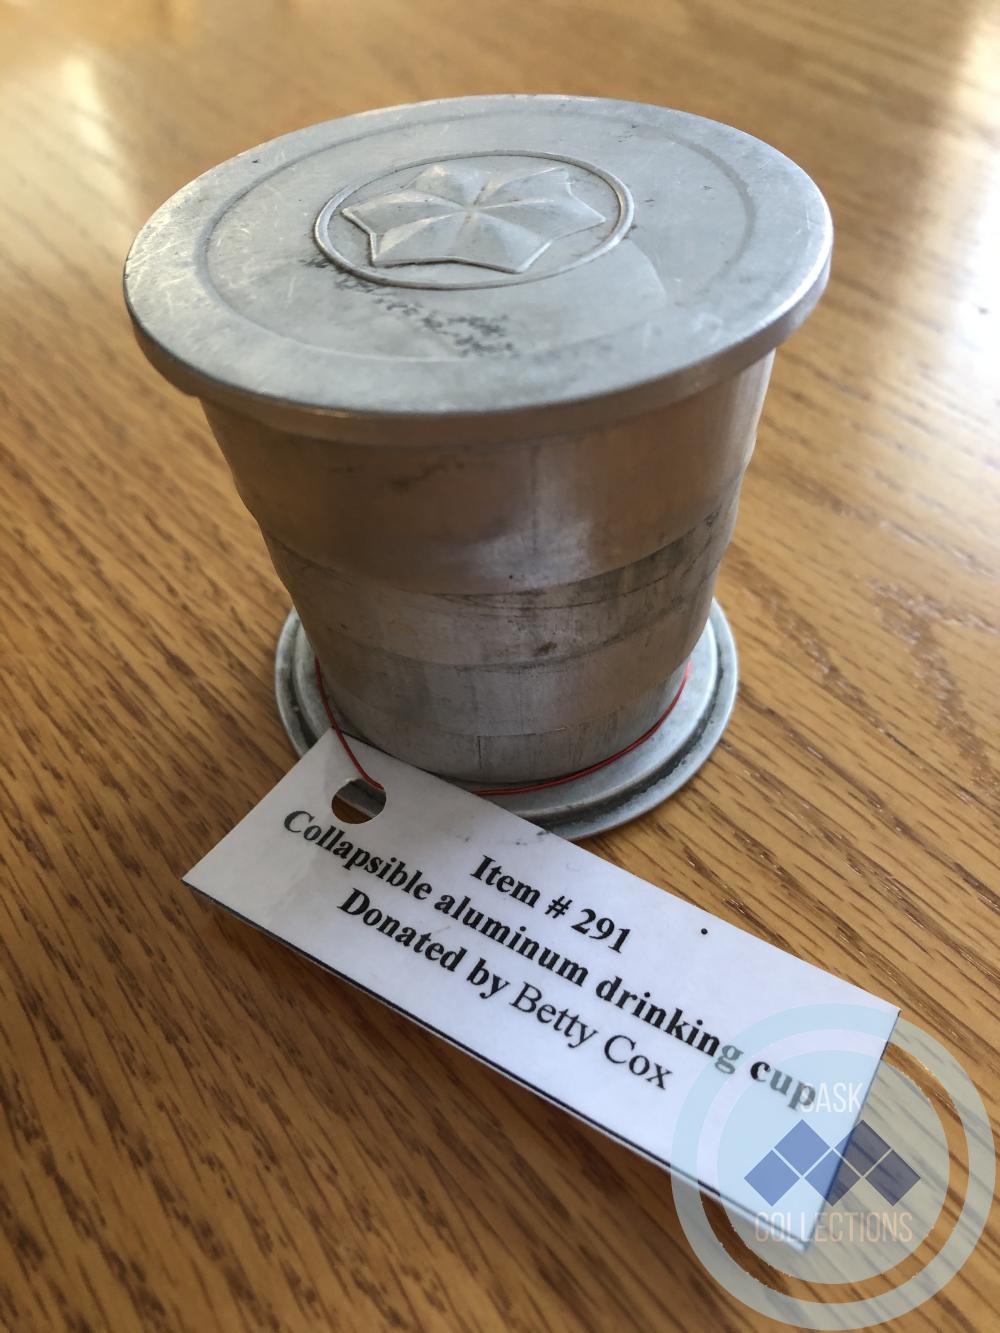 Item # 291
Collapsible aluminum drinking cup
Donated by Betty Cox
SASK
COLLECTIONS